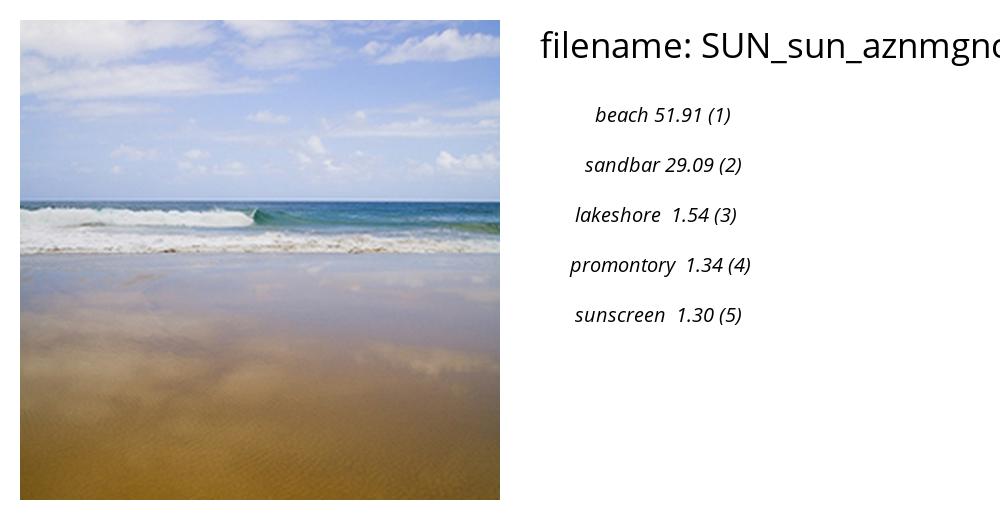 filename: SUN_sun_aznmgnc
beach 51.91 (1)
sandbar 29.09 (2)
lakeshore 1.54 (3)
promontory 1.34 (4)
sunscreen 1.30 (5)